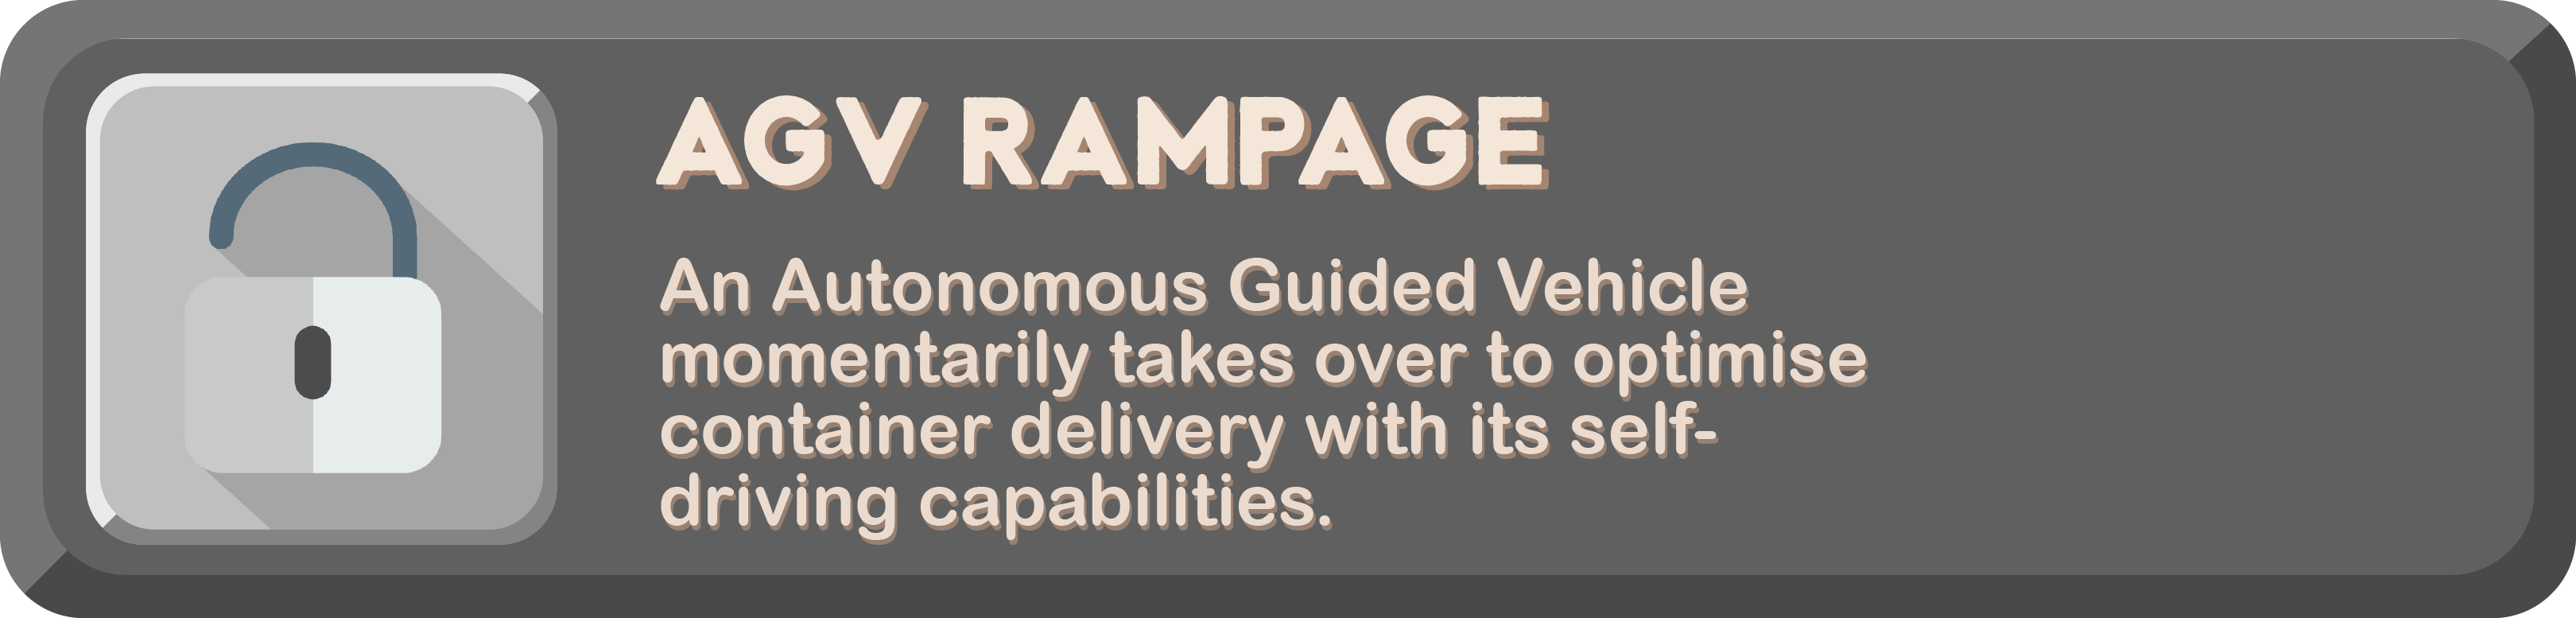 AGV RAMPAGE
An Autonomous Guided Vehicle
momentarily takes over to optimise
container delivery with its self-
driving capabilities.